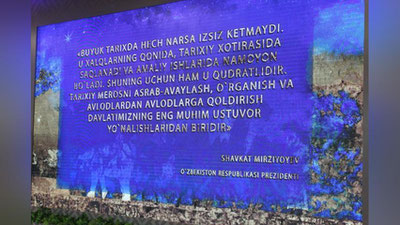 «BUYUK TARIXDA HECH NARSA IZSIZ KETMAYDI.
U XALQLARNING QONIDA, TARIXIY XOTIRASIDA
SAQLANADI VA AMALIY ISHLARIDA NAMOYON
BO`LADI. SHUNING UCHUN HAM U QUDRATLIDIR.
TARIXIY MEROSNI ASRAB-AVAYLASH, O`RGANISH VA
AVLODLARDAN AVLODLARGA QOLDIRISH
DAVLATIMIZNING ENG MUHIM USTUVOR
YO`NALISHLARIDAN BIRIDIR»
SHAVKAT MIRZIYOYEV
O`ZBEKISTON RESPUBLIKASI PREZIDENTI